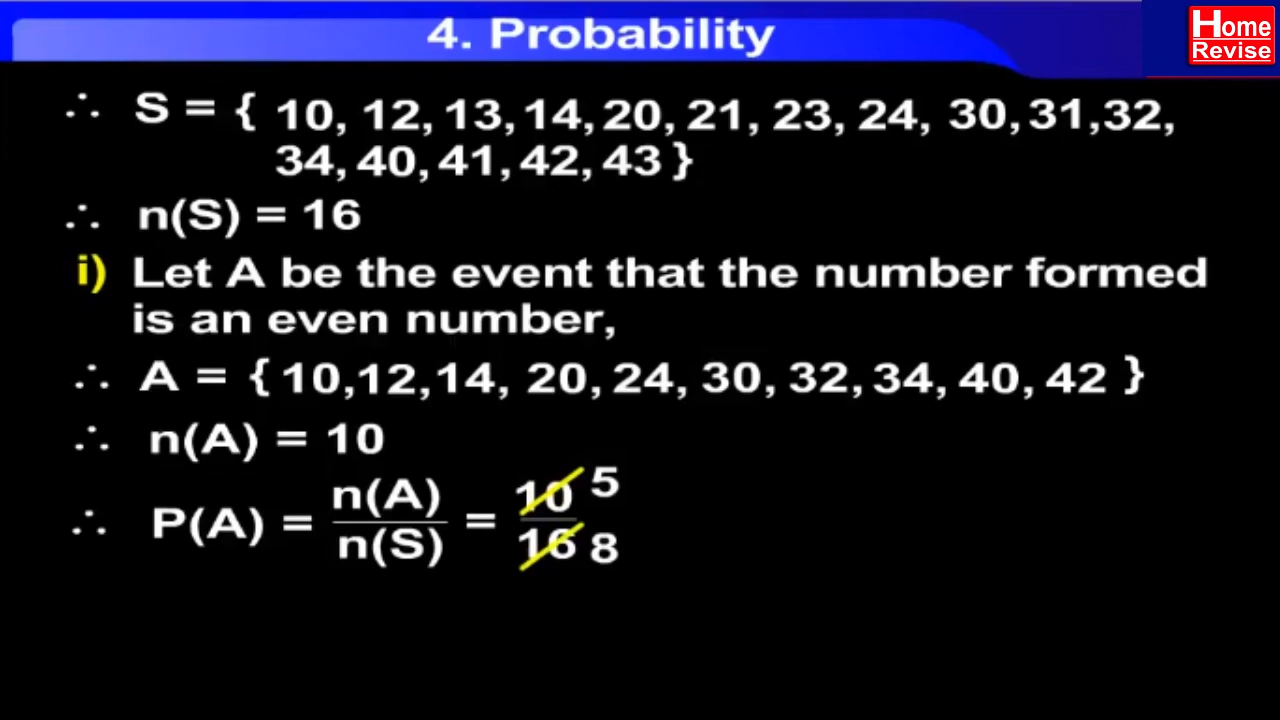 4. Probability
Home
Revise
∴ S = { 10, 12, 13, 14, 20, 21, 23, 24, 30, 31, 32,
34, 40, 41, 42, 43 }
∴ n(S) = 16
i) Let A be the event that the number formed
is an even number,
∴ A = { 10, 12, 14, 20, 24, 30, 32, 34, 40, 42 }
∴ n(A) = 10
∴ P(A) = n(A)/n(S) = 10/16 5/8